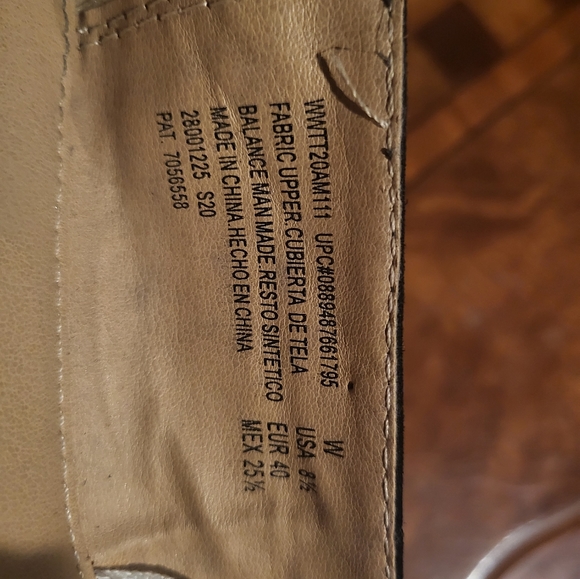 WWTT20AM111 UPC#0889487661795 W
FABRIC UPPER.CUBIERTA DE TELA USA 8½
BALANCE MAN MADE.RESTO SINTETICO EUR 40
MADE IN CHINA.HECHO EN CHINA MEX 25½
28001225 S20
PAT. 7056558